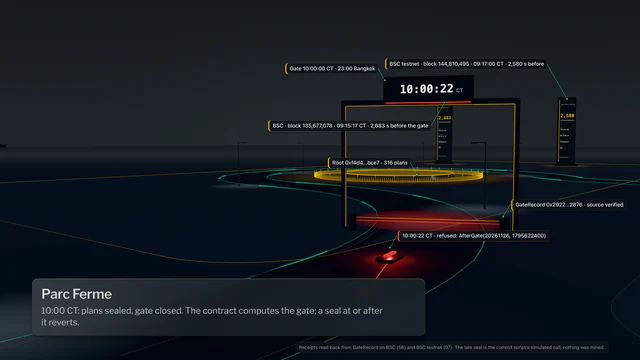 BSC testnet · block 144,810,495 · 09:17:00 CT · 2,580 s before
Gate 10:00:00 CT · 23:00 Bangkok
10:00:22 CT
2,683
2,580
BSC · block 135,677,078 · 09:15:17 CT · 2,683 s before the gate
Root 0xf4d4...bce7 · 316 plans
GateRecord 0x2922...2876 · source verified
10:00:22 CT · refused: AfterGate(20261126, 1795622400)
Parc Ferme
10:00 CT: plans sealed, gate closed. The contract computes the gate; a seal at or after
it reverts.
Receipts read back from GateRecord on BSC (56) and BSC testnet (97). The late seal is the commit script's simulated call; nothing was mined.